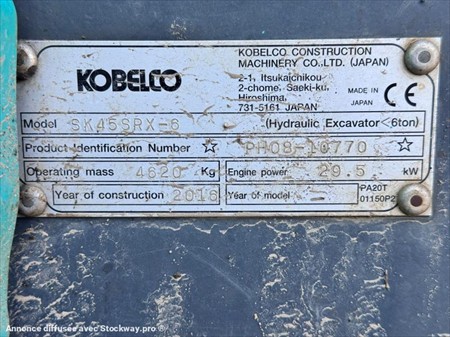 KOBELCO
KOBELCO CONSTRUCTION
MACHINERY CO.,LTD. (JAPAN)
2-1, Itsukaichikou
2-chome, Saeki-ku,
Hiroshima,
731-5161 JAPAN
MADE IN
JAPAN
CE
Model SK45SRX-6 (Hydraulic Excavator <6ton)
Product Identification Number ☆ PH08-10770 ☆
Operating mass 4620 Kg Engine power 29.5 kW
Year of construction 2016 Year of model -
PA20T
01150P2
Annonce diffusée avec Stockway.pro ®